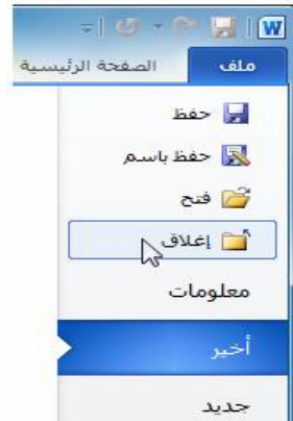 W
ملف الصفحة الرئيسية
حفظ
حفظ باسم
فتح
إغلاق
معلومات
أخير
جديد